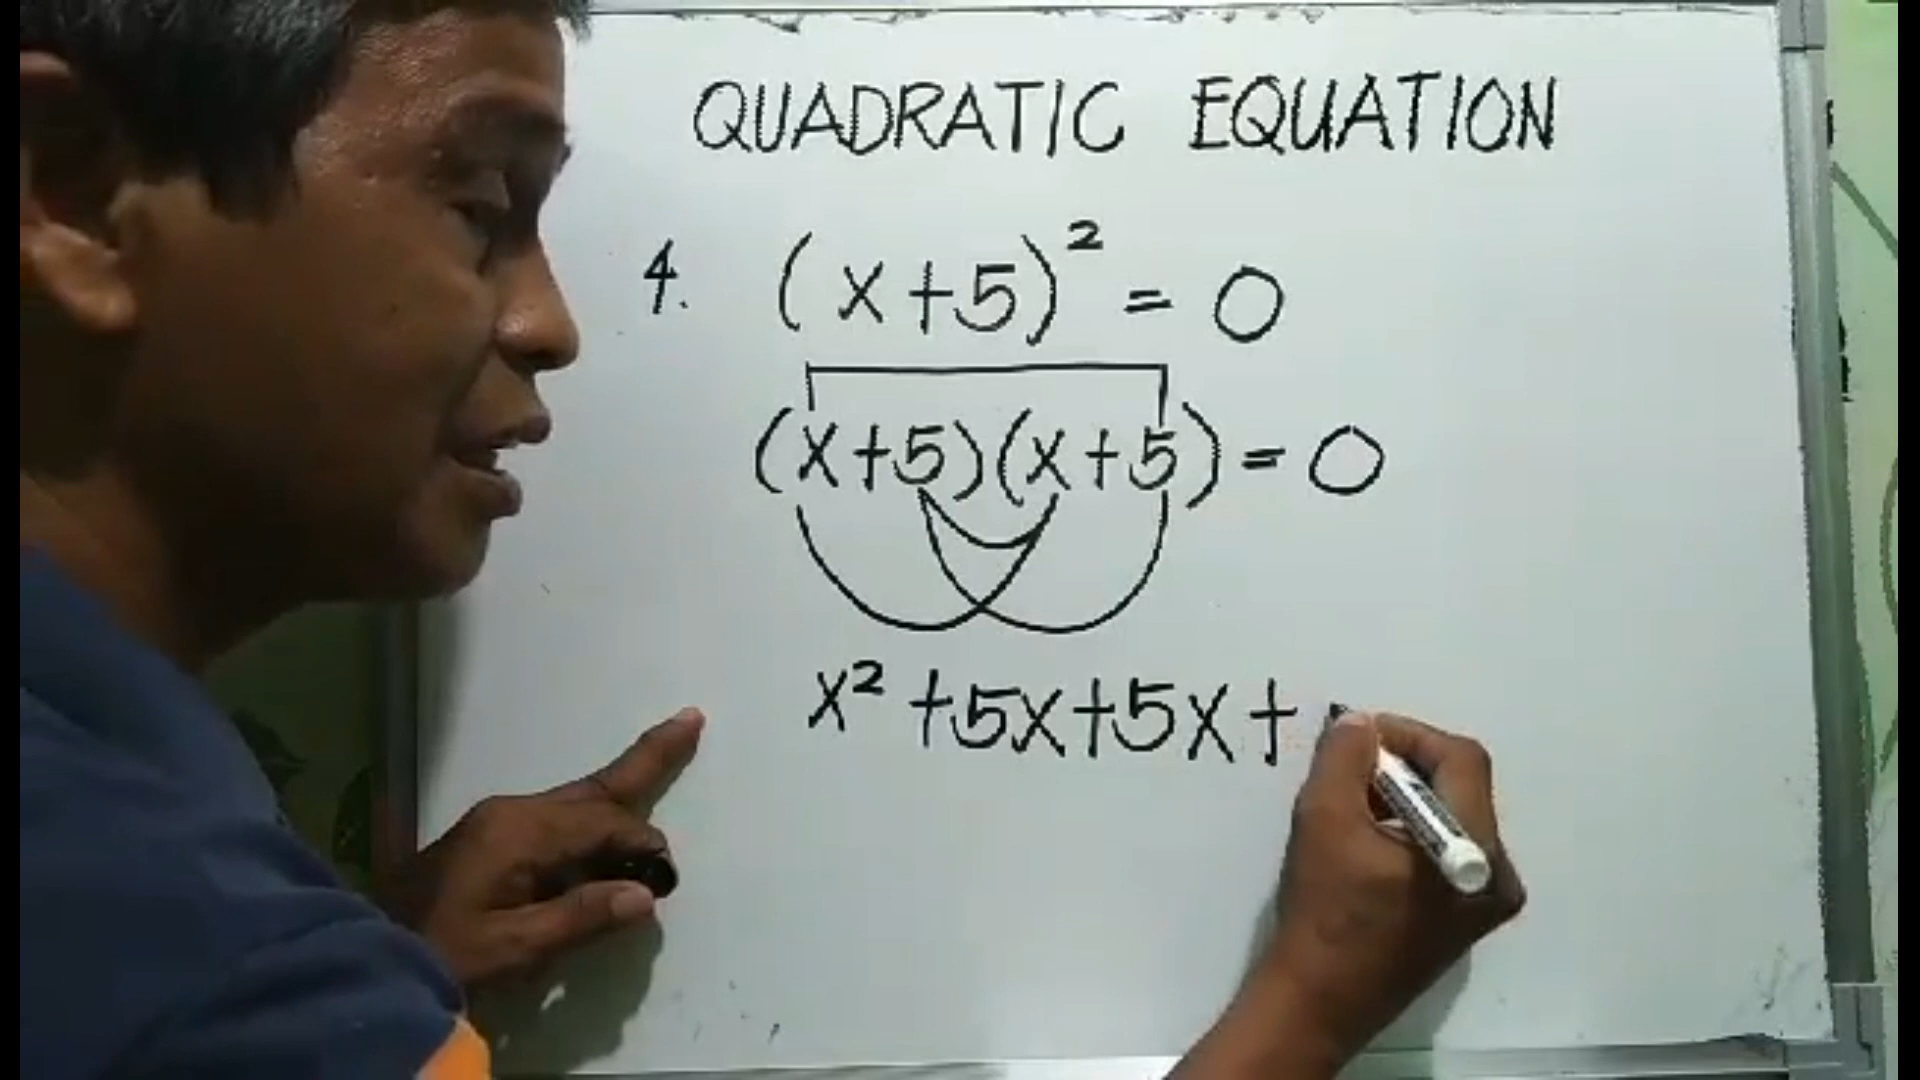 QUADRATIC EQUATION
4. (x+5)² = 0
(x+5)(x+5) = 0
x² +5x+5x+